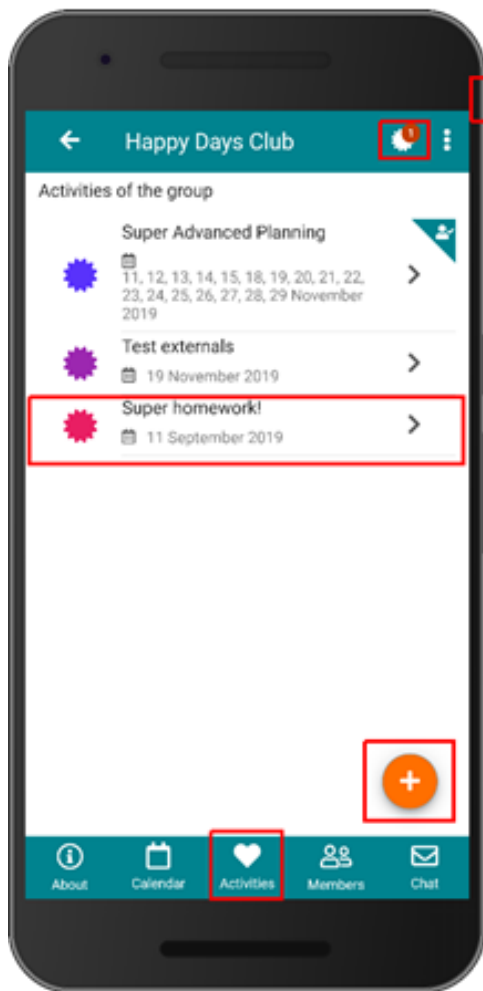 Happy Days Club
1
Activities of the group
Super Advanced Planning
11, 12, 13, 14, 15, 18, 19, 20, 21, 22,
23, 24, 25, 26, 27, 28, 29 November
2019
Test externals
19 November 2019
Super homework!
11 September 2019
About Calendar Activities Members Chat